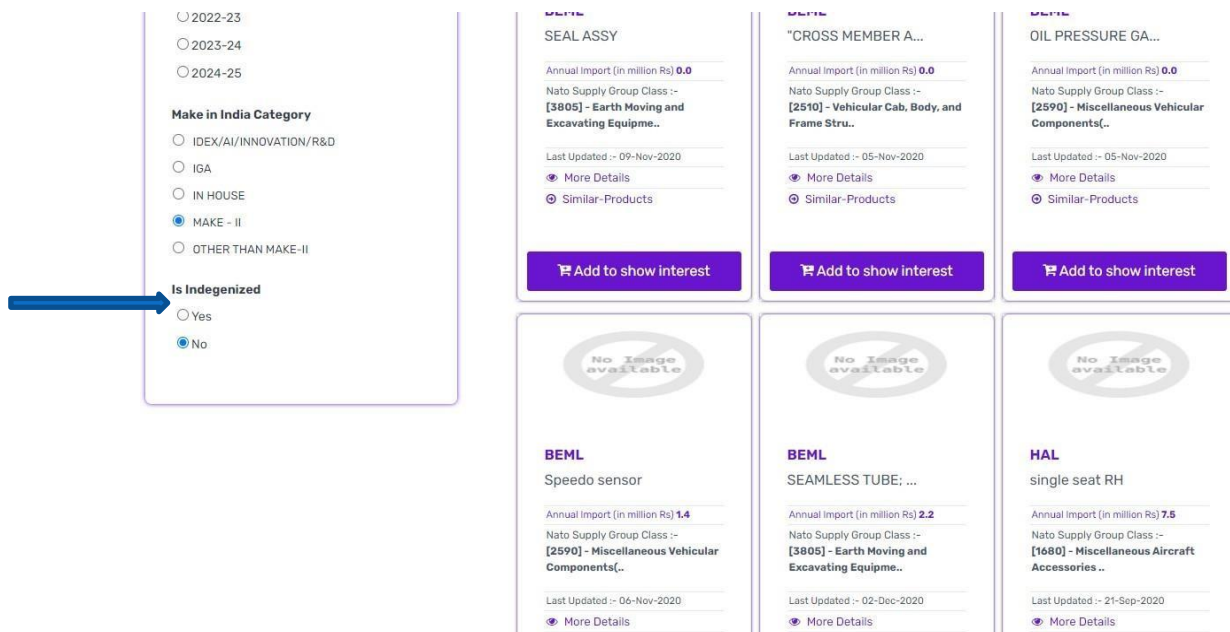 2022-23
2023-24
2024-25
Make in India Category
IDEX/AI/INNOVATION/R&D
IGA
IN HOUSE
MAKE - II
OTHER THAN MAKE-II
Is Indegenized
Yes
No
BEML
SEAL ASSY
Annual Import (in million Rs) 0.0
Nato Supply Group Class :-
[3805] - Earth Moving and
Excavating Equipme..
Last Updated :- 09-Nov-2020
More Details
Similar-Products
Add to show interest
BEML
"CROSS MEMBER A...
Annual Import (in million Rs) 0.0
Nato Supply Group Class :-
[2510] - Vehicular Cab, Body, and
Frame Stru..
Last Updated :- 05-Nov-2020
More Details
Similar-Products
Add to show interest
BEML
OIL PRESSURE GA...
Annual Import (in million Rs) 0.0
Nato Supply Group Class :-
[2590] - Miscellaneous Vehicular
Components(..
Last Updated :- 05-Nov-2020
More Details
Similar-Products
Add to show interest
No Image
available
BEML
Speedo sensor
Annual Import (in million Rs) 1.4
Nato Supply Group Class :-
[2590] - Miscellaneous Vehicular
Components(..
Last Updated :- 06-Nov-2020
More Details
No Image
available
BEML
SEAMLESS TUBE; ...
Annual Import (in million Rs) 2.2
Nato Supply Group Class :-
[3805] - Earth Moving and
Excavating Equipme..
Last Updated :- 02-Dec-2020
More Details
No Image
available
HAL
single seat RH
Annual Import (in million Rs) 7.5
Nato Supply Group Class :-
[1680] - Miscellaneous Aircraft
Accessories ..
Last Updated :- 21-Sep-2020
More Details